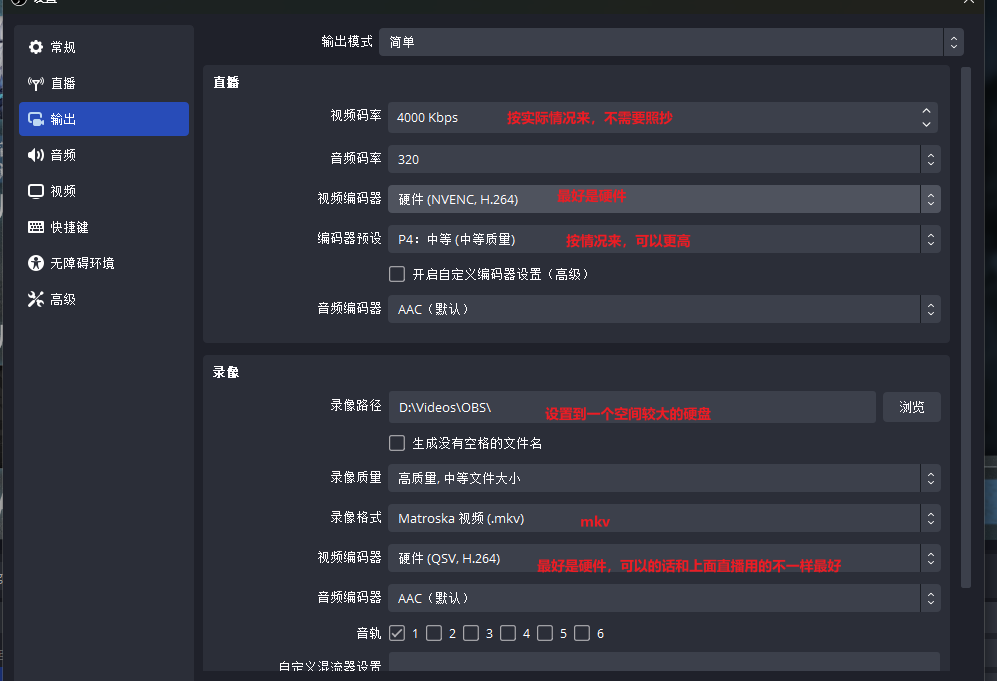 常规
直播
输出
音频
视频
快捷键
无障碍环境
高级
输出模式 简单
直播
视频码率 4000 Kbps 按实际情况来，不需要照抄
音频码率 320
视频编码器 硬件 (NVENC, H.264) 最好是硬件
编码器预设 P4：中等 (中等质量) 按情况来，可以更高
开启自定义编码器设置（高级）
音频编码器 AAC（默认）
录像
录像路径 D:\Videos\OBS\ 设置到一个空间较大的硬盘 浏览
生成没有空格的文件名
录像质量 高质量, 中等文件大小
录像格式 Matroska 视频 (.mkv) mkv
视频编码器 硬件 (QSV, H.264) 最好是硬件，可以的话和上面直播用的不一样最好
音频编码器 AAC（默认）
音轨 1 2 3 4 5 6
自定义混流器设置